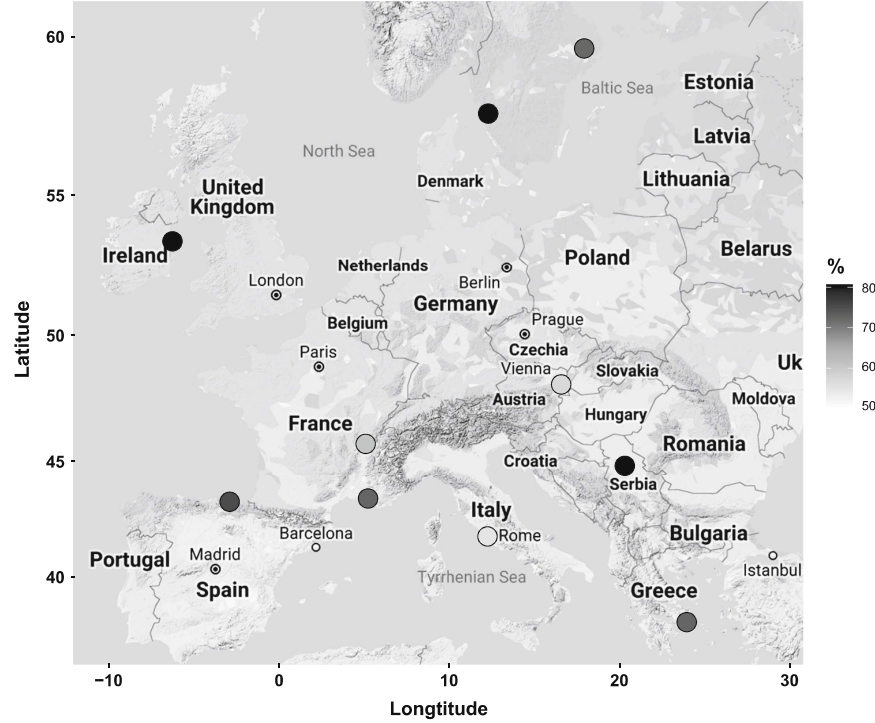 60
Estonia
Baltic Sea
Latvia
North Sea
Lithuania
Denmark
55
United
Kingdom
Ireland
Belarus
Poland
Netherlands
London
Berlin
Germany
%
80
Prague
Belgium
70
50
Czechia
Paris
Vienna
Slovakia
Uk
60
Austria
Moldova
50
Hungary
France
Romania
45
Croatia
Serbia
Italy
Barcelona
Rome
Bulgaria
Portugal
Madrid
Istanbul
40
Tyrrhenian Sea
Spain
Greece
Latitude
−10
0
10
20
30
Longtitude